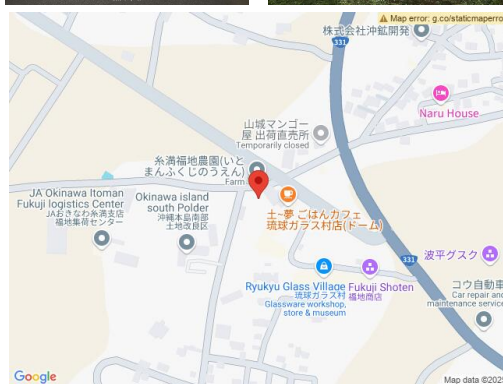 Map error: g.co/staticmaperro
株式会社沖鉱開発
331
Naru House
山城マンゴー
屋 出荷直売所
Temporarily closed
糸満福地農園(いと
まんふくじのうえん)
Farm
JA Okinawa Itoman
Fukuji logistics Center
JAおきなわ糸満支店
福地集荷センター
Okinawa island
south Polder
沖縄本島南部
土地改良区
土~夢 ごはんカフェ
琉球ガラス村店(ドーム)
331
波平グスク
Ryukyu Glass Village
琉球ガラス村
Glassware workshop,
store & museum
Fukuji Shoten
福地商店
コウ自動車
Car repair and
maintenance service
Google
Map data ©202